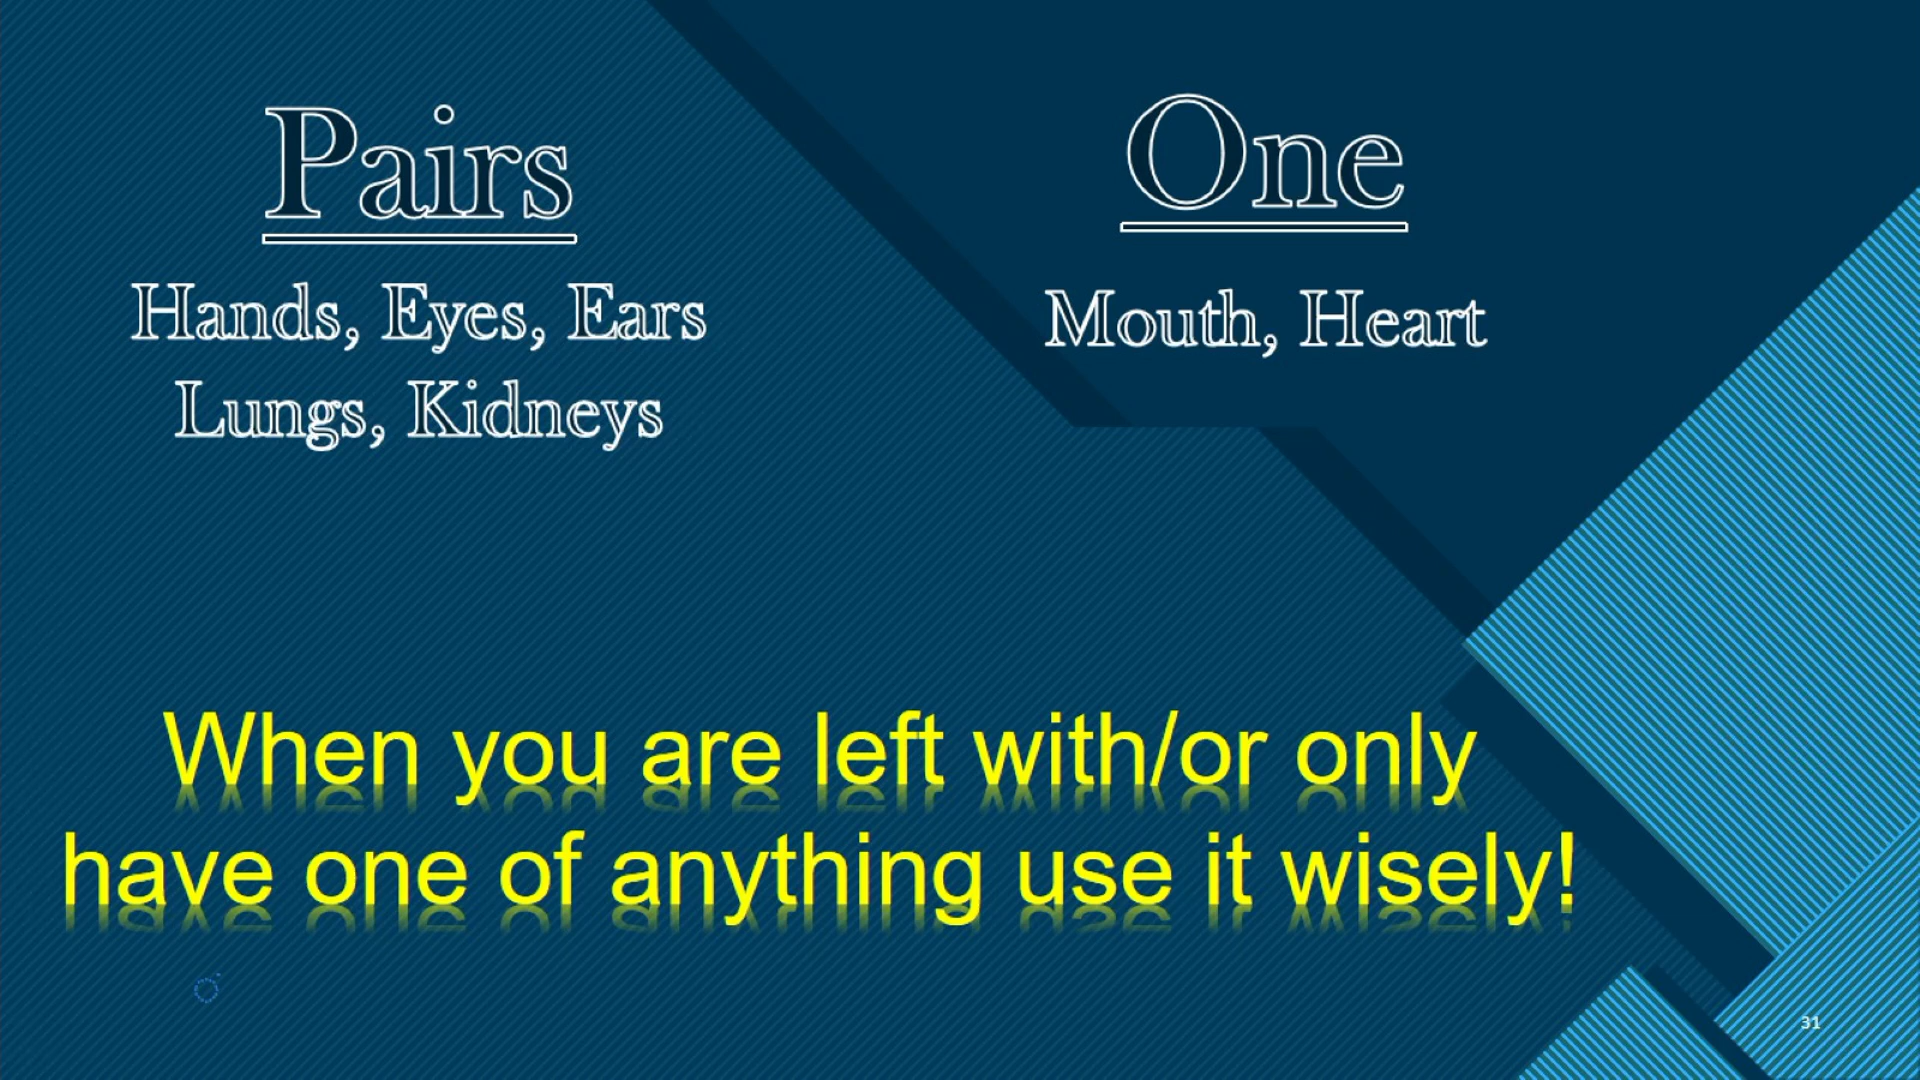 Pairs
Hands, Eyes, Ears
Lungs, Kidneys
One
Mouth, Heart
When you are left with/or only
have one of anything use it wisely!
31